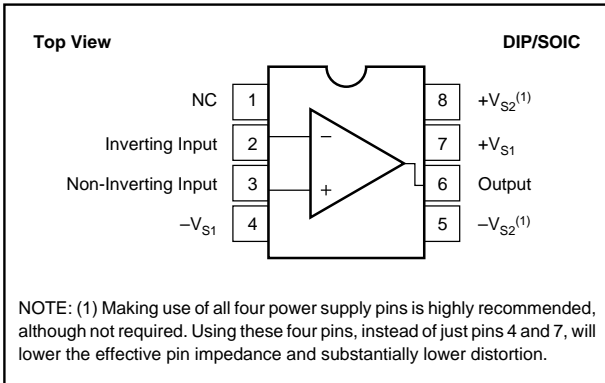 Top View
DIP/SOIC
NC 1 8 +VS2(1)
Inverting Input 2 – 7 +VS1
Non-Inverting Input 3 + 6 Output
–VS1 4 5 –VS2(1)
NOTE: (1) Making use of all four power supply pins is highly recommended,
although not required. Using these four pins, instead of just pins 4 and 7, will
lower the effective pin impedance and substantially lower distortion.